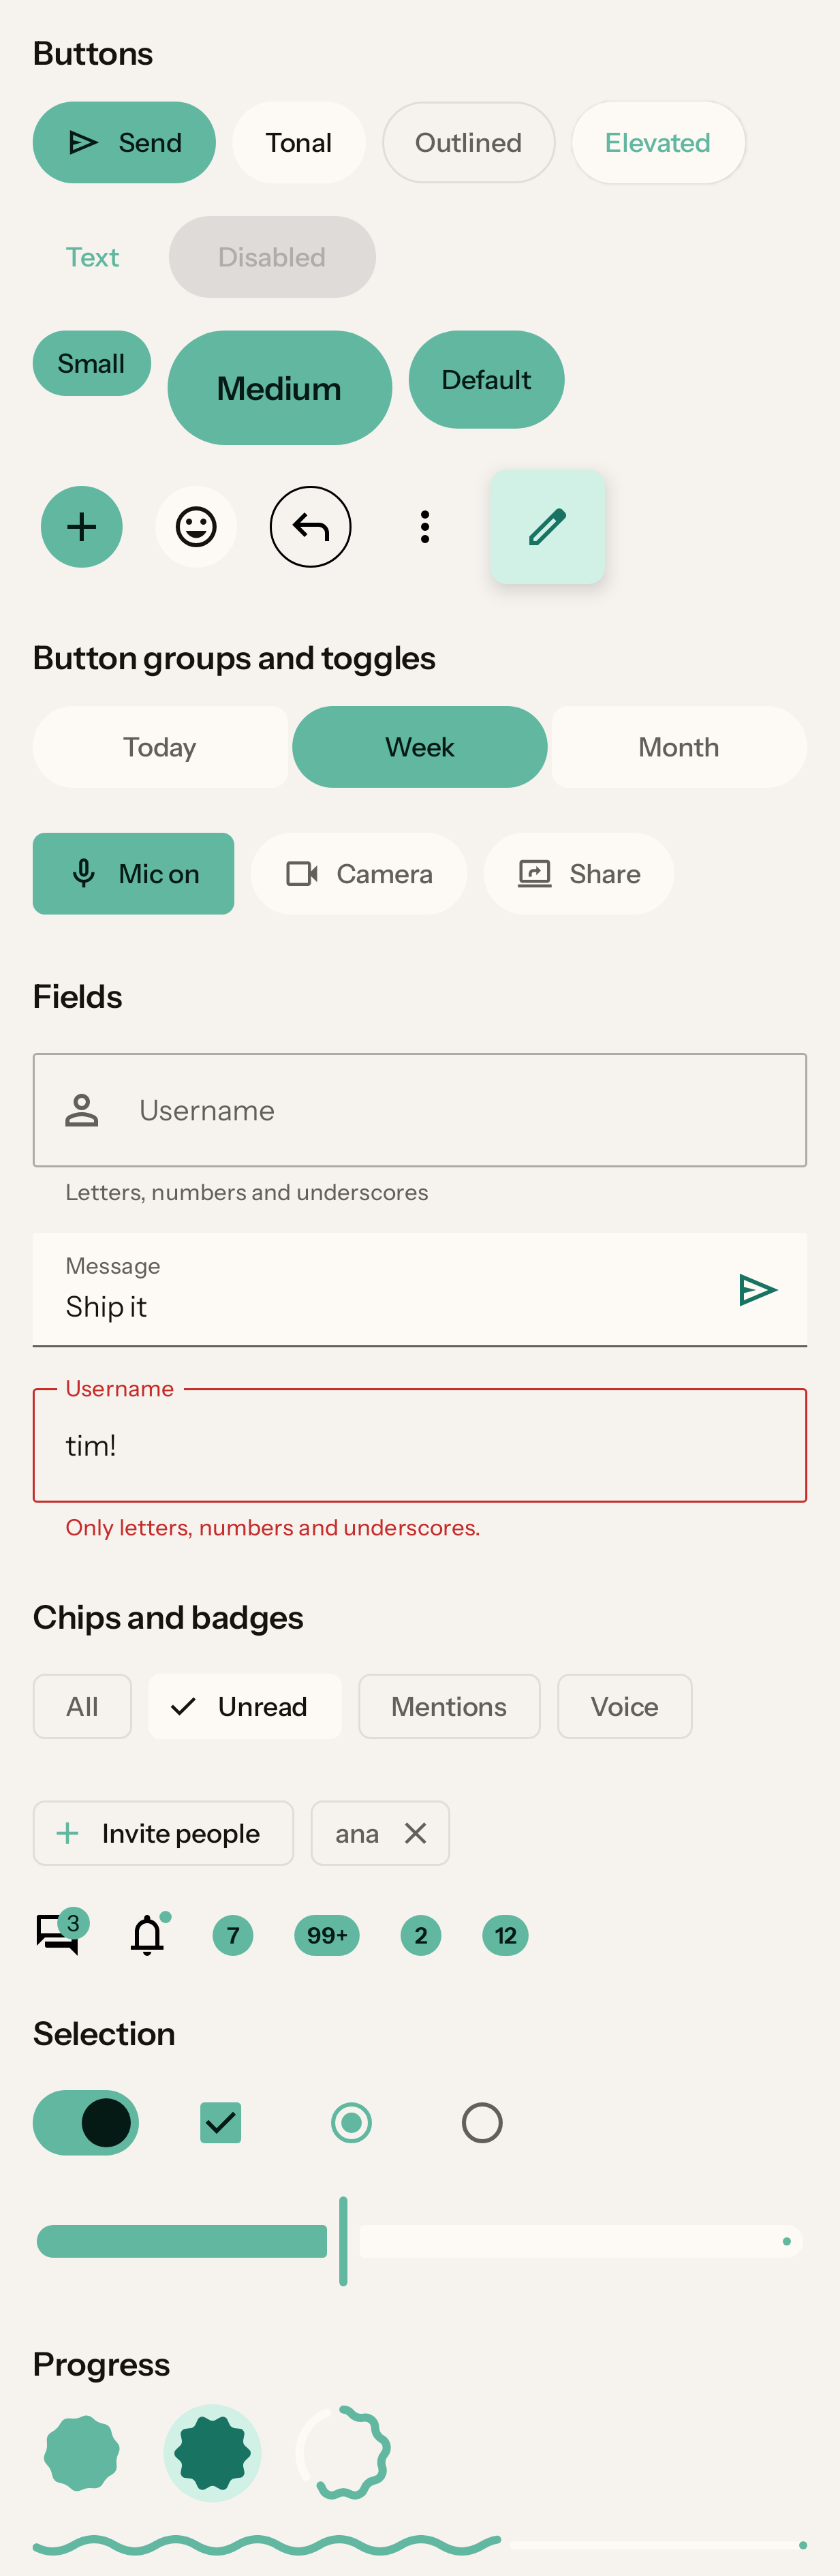 Buttons
Send Tonal Outlined Elevated
Text Disabled
Small Medium Default
Button groups and toggles
Today Week Month
Mic on Camera Share
Fields
Username
Letters, numbers and underscores
Message
Ship it
Username
tim!
Only letters, numbers and underscores.
Chips and badges
All Unread Mentions Voice
Invite people ana
3 7 99+ 2 12
Selection
Progress